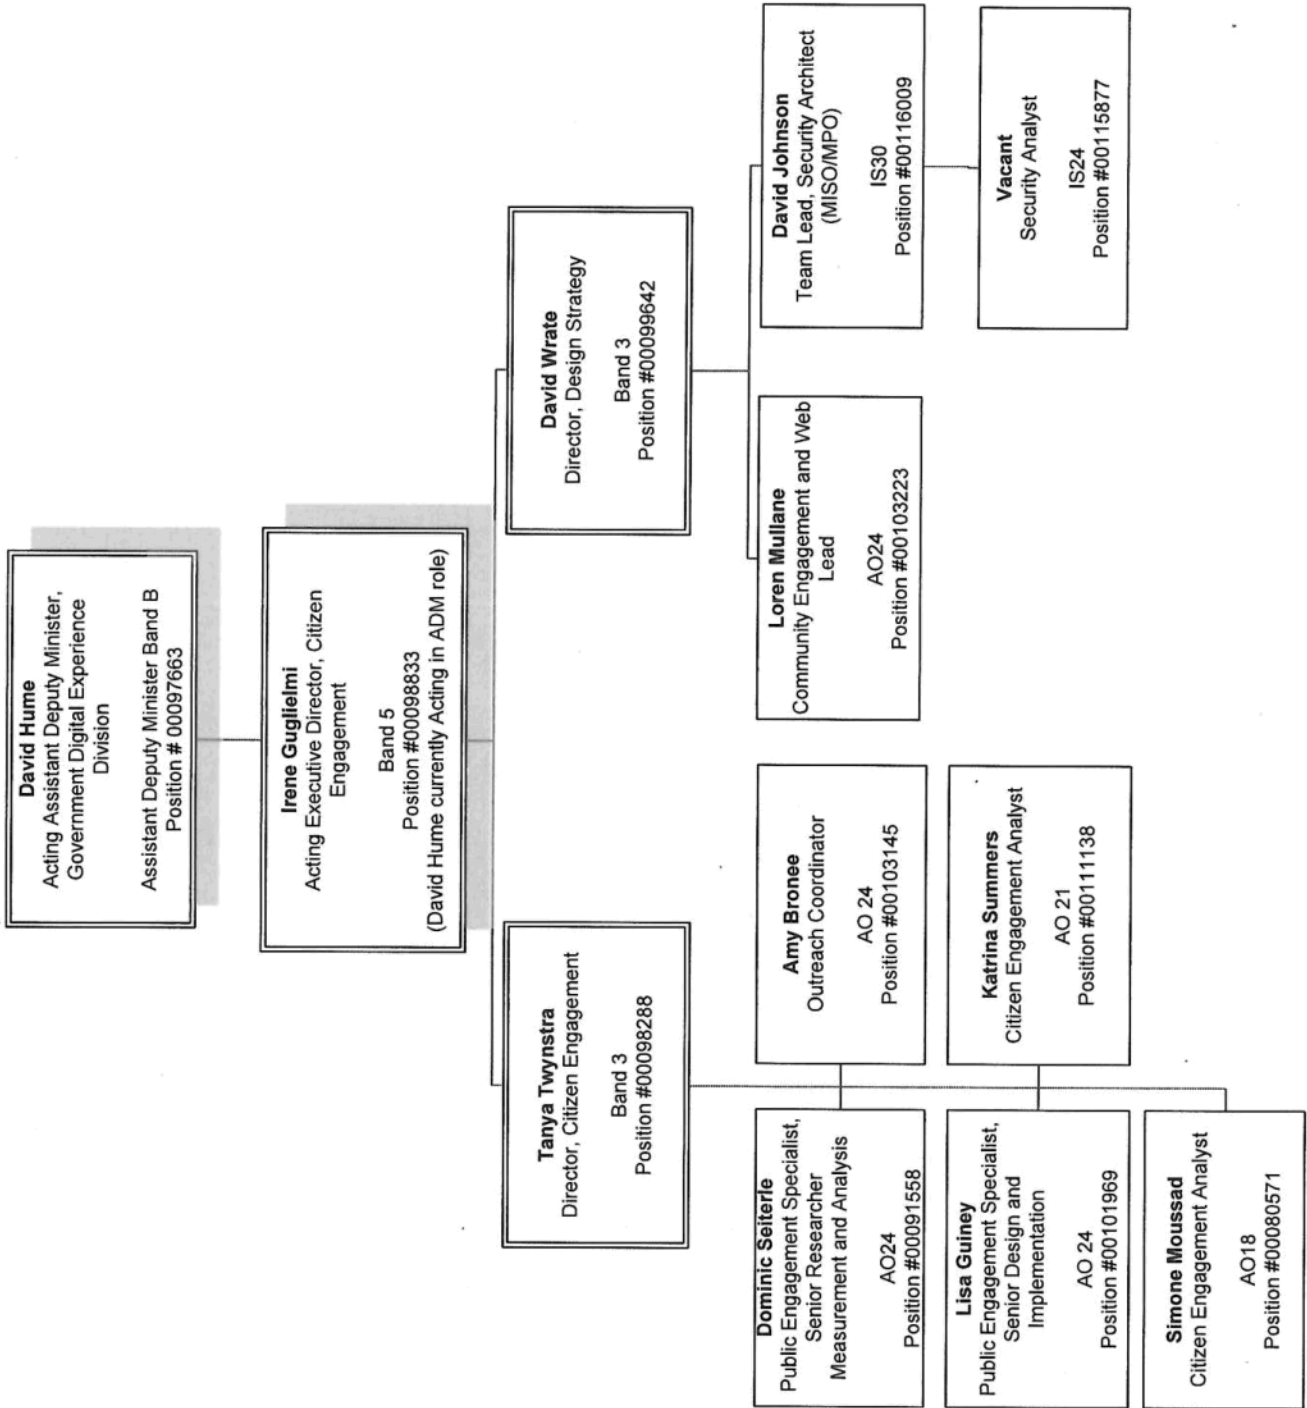 David Hume
Acting Assistant Deputy Minister,
Government Digital Experience
Division
Assistant Deputy Minister Band B
Position # 00097663
Irene Guglielmi
Acting Executive Director, Citizen
Engagement
Band 5
Position #00098833
(David Hume currently Acting in ADM role)
Tanya Twynstra
Director, Citizen Engagement
Band 3
Position #00098288
David Wrate
Director, Design Strategy
Band 3
Position #00099642
Dominic Seiterle
Public Engagement Specialist,
Senior Researcher
Measurement and Analysis
AO24
Position #00091558
Amy Bronee
Outreach Coordinator
AO 24
Position #00103145
Loren Mullane
Community Engagement and Web
Lead
AO24
Position #00103223
David Johnson
Team Lead, Security Architect
(MISO/MPO)
IS30
Position #00116009
Lisa Guiney
Public Engagement Specialist,
Senior Design and
Implementation
AO 24
Position #00101969
Katrina Summers
Citizen Engagement Analyst
AO 21
Position #00111138
Vacant
Security Analyst
IS24
Position #00115877
Simone Moussad
Citizen Engagement Analyst
AO18
Position #00080571